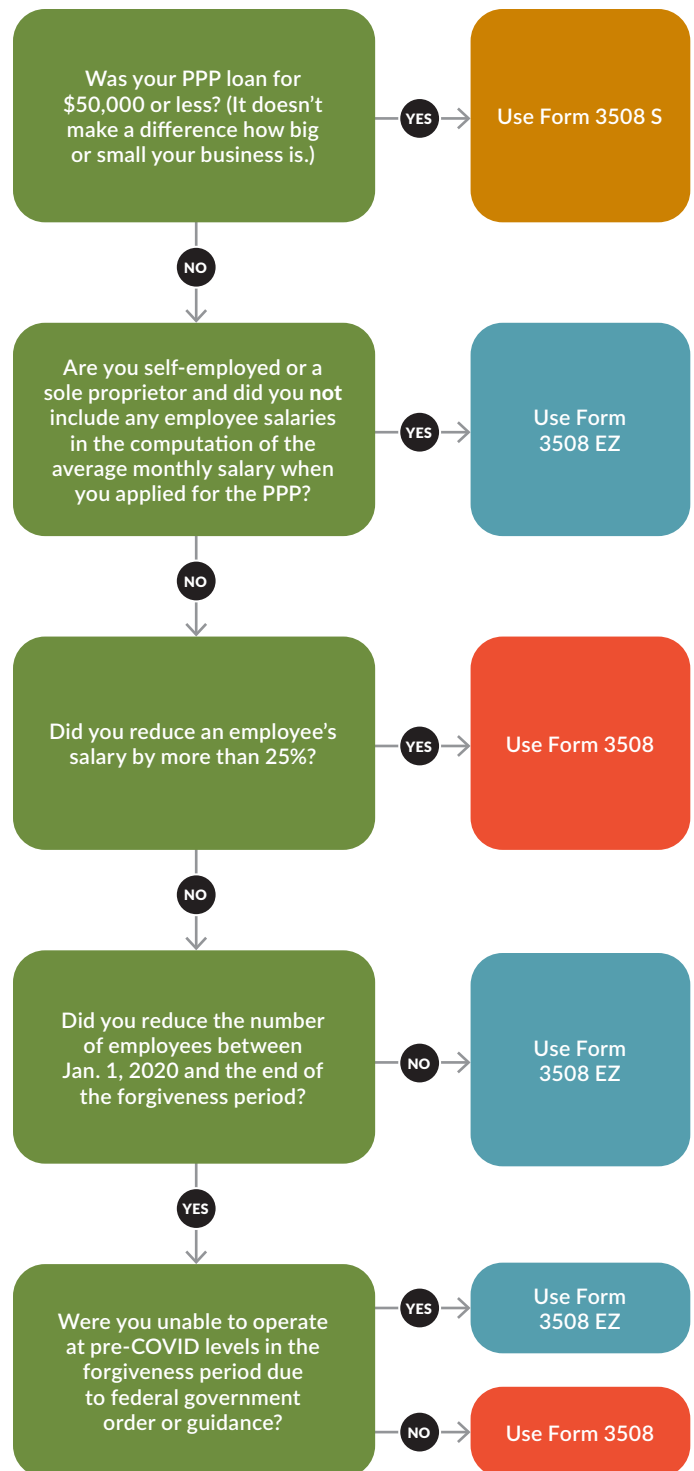 Was your PPP loan for
$50,000 or less? (It doesn’t
make a difference how big
or small your business is.)
YES
Use Form 3508 S
NO
Are you self-employed or a
sole proprietor and did you not
include any employee salaries
in the computation of the
average monthly salary when
you applied for the PPP?
YES
Use Form
3508 EZ
NO
Did you reduce an employee’s
salary by more than 25%?
YES
Use Form 3508
NO
Did you reduce the number
of employees between
Jan. 1, 2020 and the end of
the forgiveness period?
NO
Use Form
3508 EZ
YES
Were you unable to operate
at pre-COVID levels in the
forgiveness period due
to federal government
order or guidance?
YES
Use Form
3508 EZ
NO
Use Form 3508